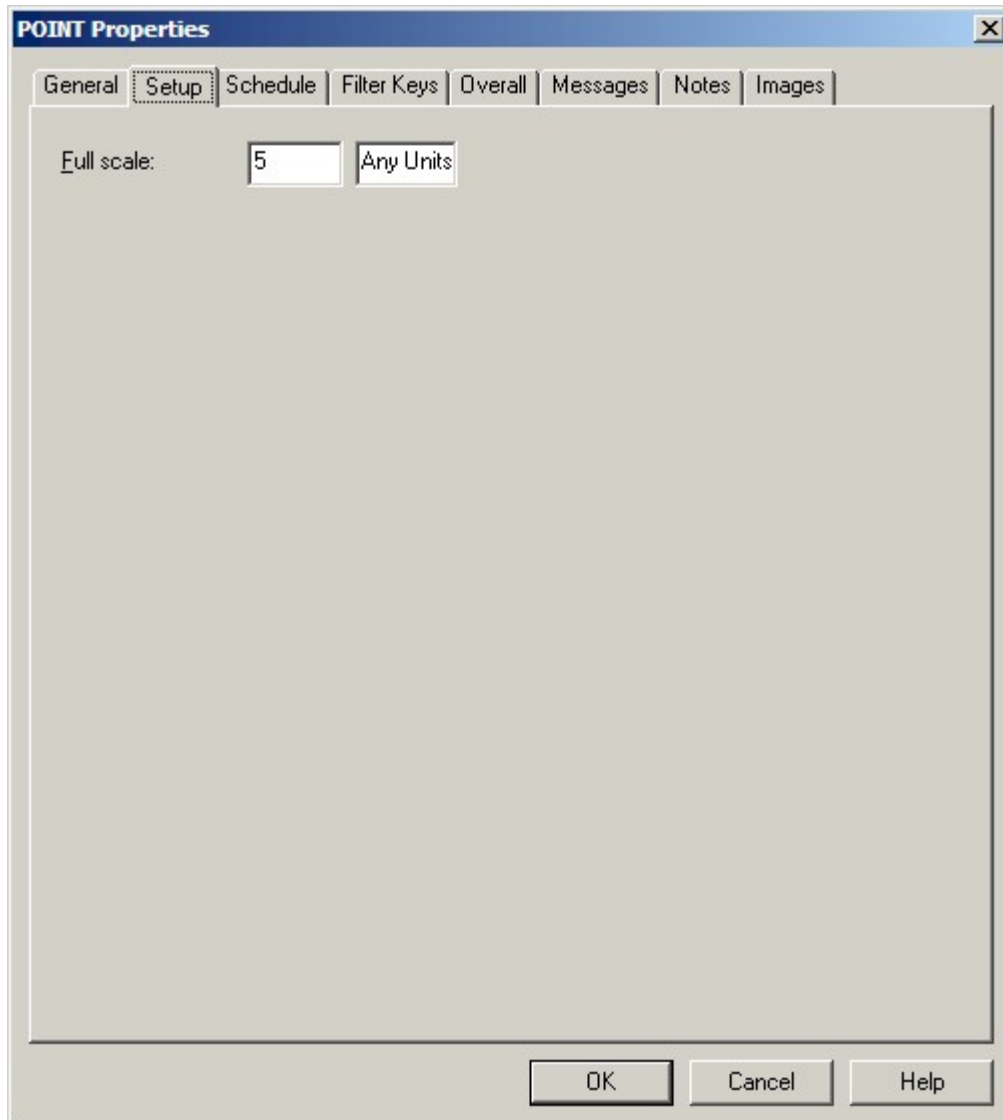 POINT Properties
General Setup Schedule Filter Keys Overall Messages Notes Images
Full scale: 5 Any Units
OK Cancel Help